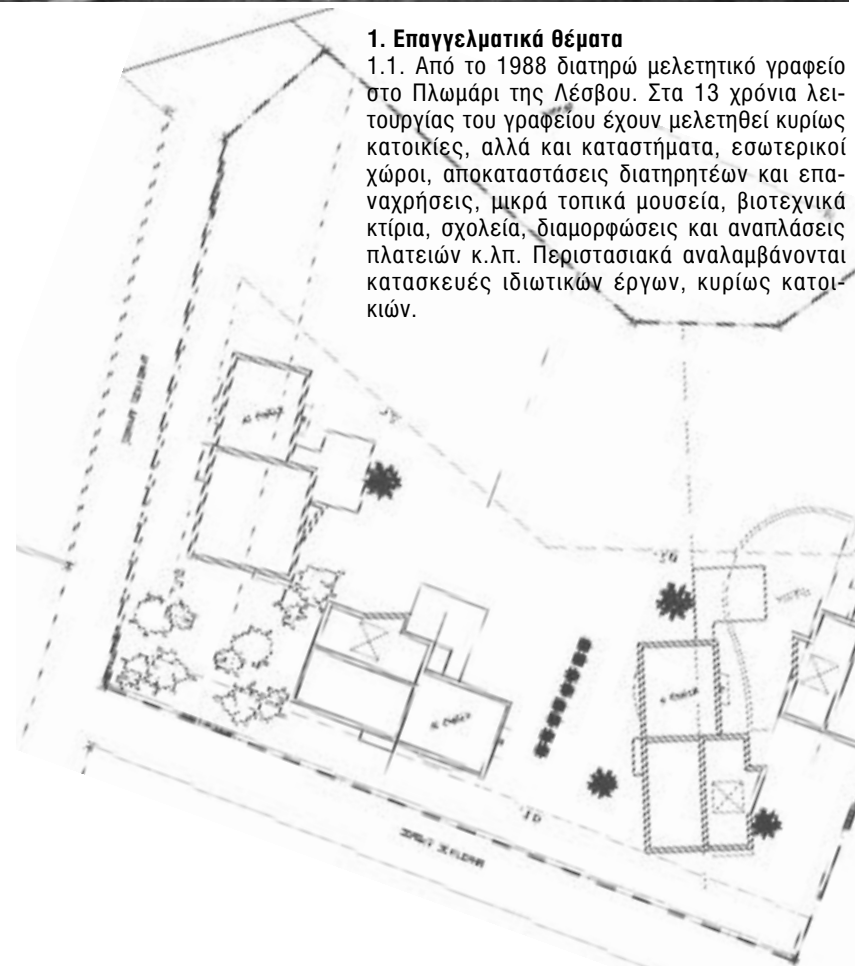 1. Επαγγελματικά θέματα
1.1. Από το 1988 διατηρώ μελετητικό γραφείο
στο Πλωμάρι της Λέσβου. Στα 13 χρόνια λει-
τουργίας του γραφείου έχουν μελετηθεί κυρίως
κατοικίες, αλλά και καταστήματα, εσωτερικοί
χώροι, αποκαταστάσεις διατηρητέων και επα-
ναχρήσεις, μικρά τοπικά μουσεία, βιοτεχνικά
κτίρια, σχολεία, διαμορφώσεις και αναπλάσεις
πλατειών κ.λπ. Περιστασιακά αναλαμβάνονται
κατασκευές ιδιωτικών έργων, κυρίως κατοι-
κιών.